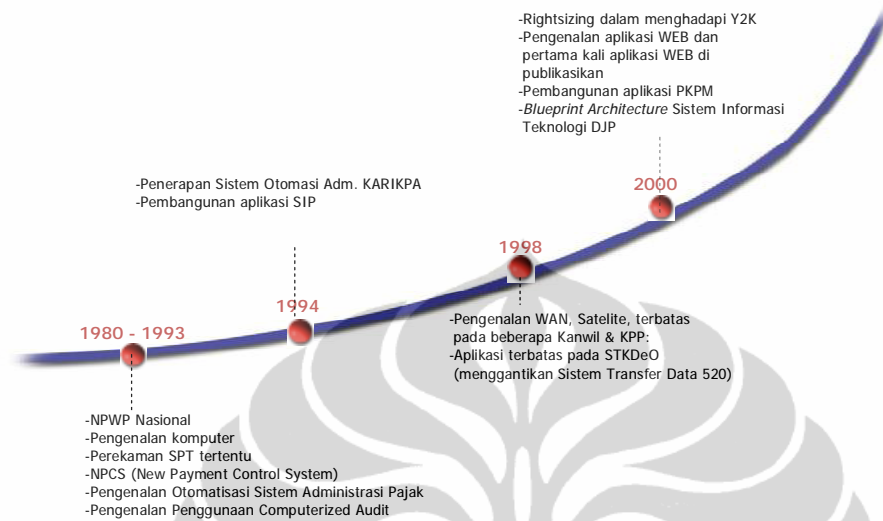 1980 - 1993
-NPWP Nasional
-Pengenalan komputer
-Perekaman SPT tertentu
-NPCS (New Payment Control System)
-Pengenalan Otomatisasi Sistem Administrasi Pajak
-Pengenalan Penggunaan Computerized Audit
-Penerapan Sistem Otomasi Adm. KARIKPA
-Pembangunan aplikasi SIP
1994
1998
-Pengenalan WAN, Satelite, terbatas
pada beberapa Kanwil & KPP:
-Aplikasi terbatas pada STKDeO
(menggantikan Sistem Transfer Data 520)
-Rightsizing dalam menghadapi Y2K
-Pengenalan aplikasi WEB dan
pertama kali aplikasi WEB di
publikasikan
-Pembangunan aplikasi PKPM
-Blueprint Architecture Sistem Informasi
Teknologi DJP
2000